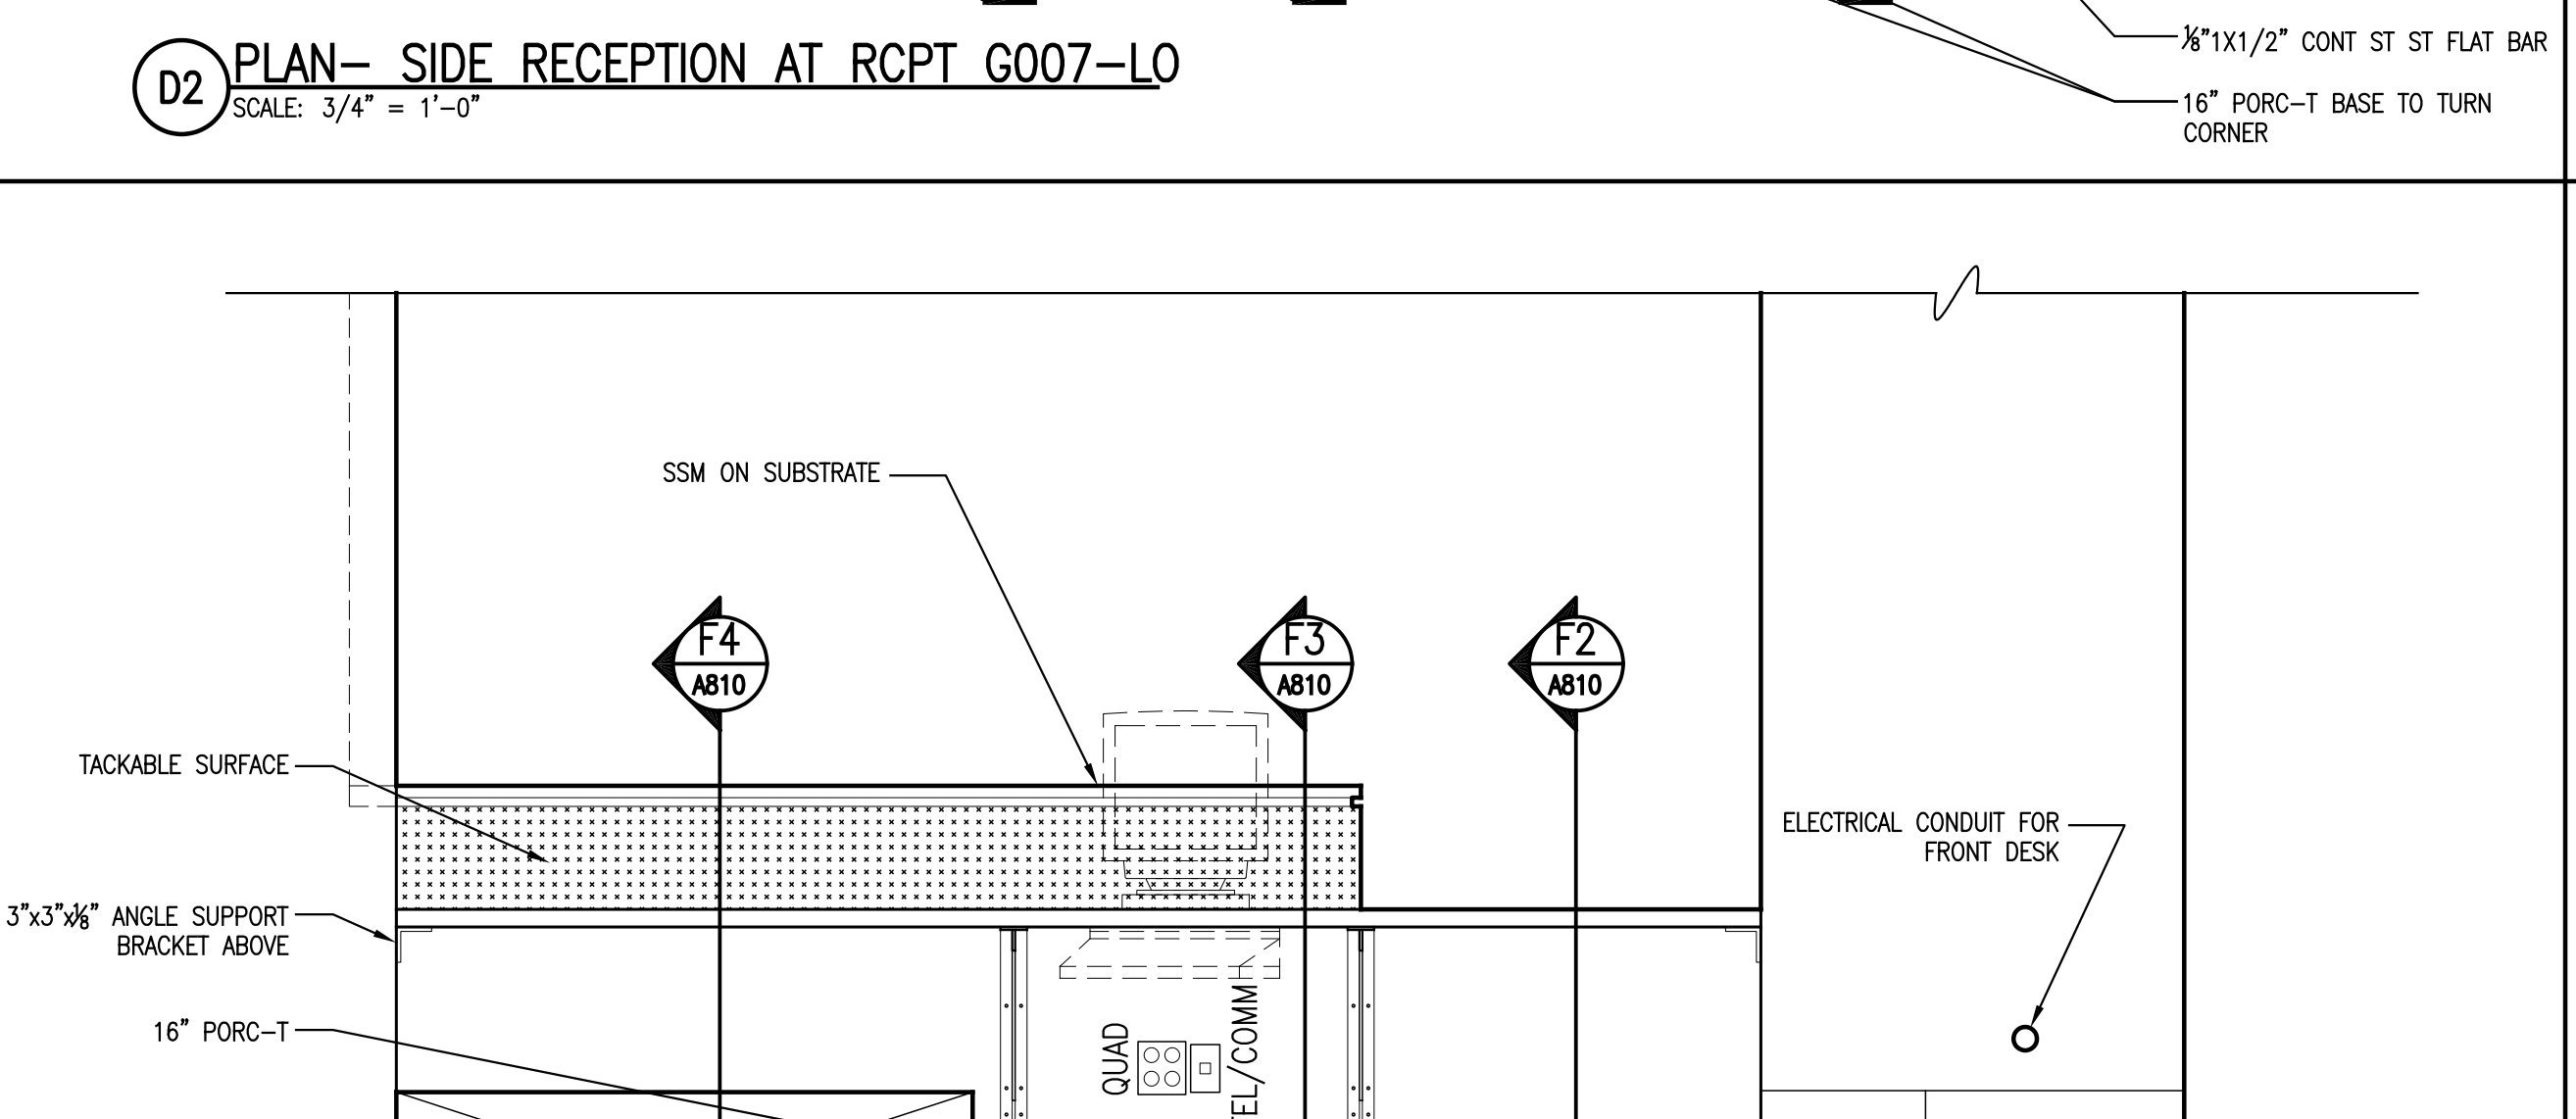 ⅛"1X1/2" CONT ST ST FLAT BAR
D2
PLAN- SIDE RECEPTION AT RCPT G007-LO
SCALE: 3/4" = 1'-0"
16" PORC-T BASE TO TURN
CORNER
SSM ON SUBSTRATE
F4
A810
F3
A810
F2
A810
TACKABLE SURFACE
ELECTRICAL CONDUIT FOR
FRONT DESK
3"x3"x⅛" ANGLE SUPPORT
BRACKET ABOVE
16" PORC-T
QUAD
TEL/COMM